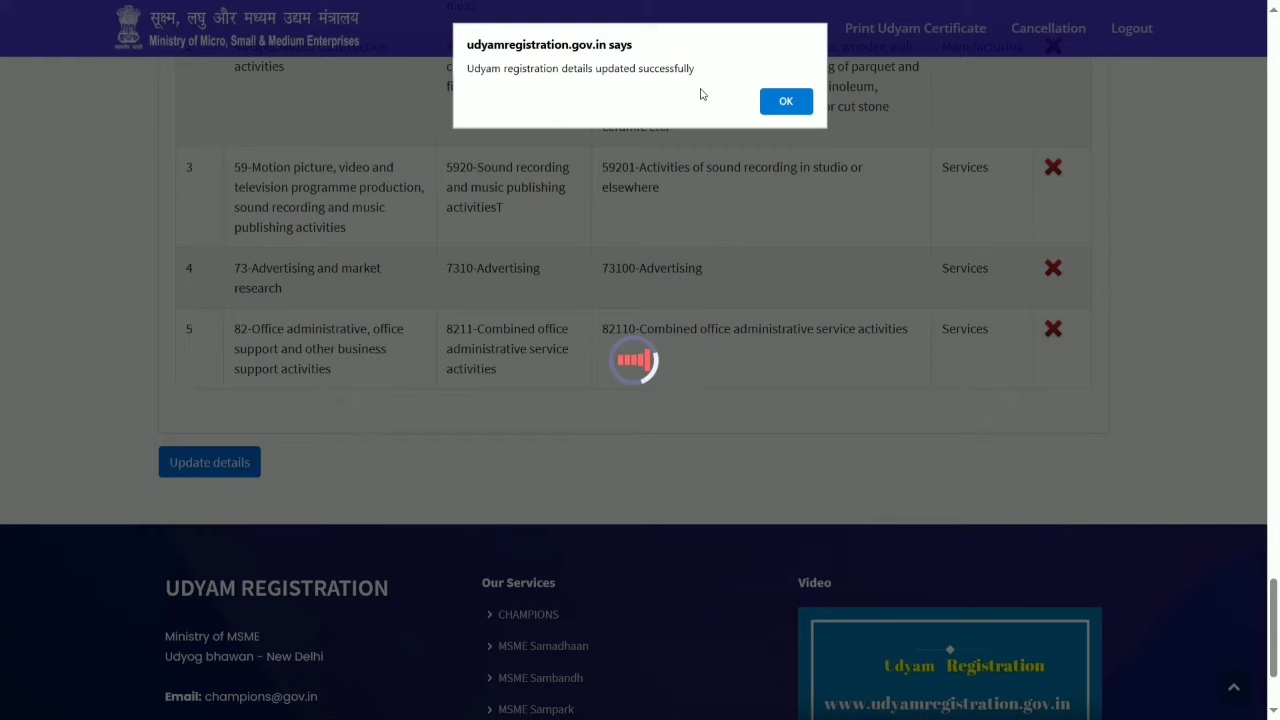 सूक्ष्म, लघु और मध्यम उद्यम मंत्रालय
Ministry of Micro, Small & Medium Enterprises
Print Udyam Certificate
Cancellation
Logout
udyamregistration.gov.in says
Udyam registration details updated successfully
OK
n.e.c.
activities
wooden wall
Manufacturing
g of parquet and
inoleum,
or cut stone
3
59-Motion picture, video and
television programme production,
sound recording and music
publishing activities
5920-Sound recording
and music publishing
activitiesT
59201-Activities of sound recording in studio or
elsewhere
Services
4
73-Advertising and market
research
7310-Advertising
73100-Advertising
Services
5
82-Office administrative, office
support and other business
support activities
8211-Combined office
administrative service
activities
82110-Combined office administrative service activities
Services
Update details
UDYAM REGISTRATION
Ministry of MSME
Udyog bhawan - New Delhi
Email: champions@gov.in
Our Services
CHAMPIONS
MSME Samadhaan
MSME Sambandh
MSME Sampark
Video
Udyam Registration
www.udyamregistration.gov.in